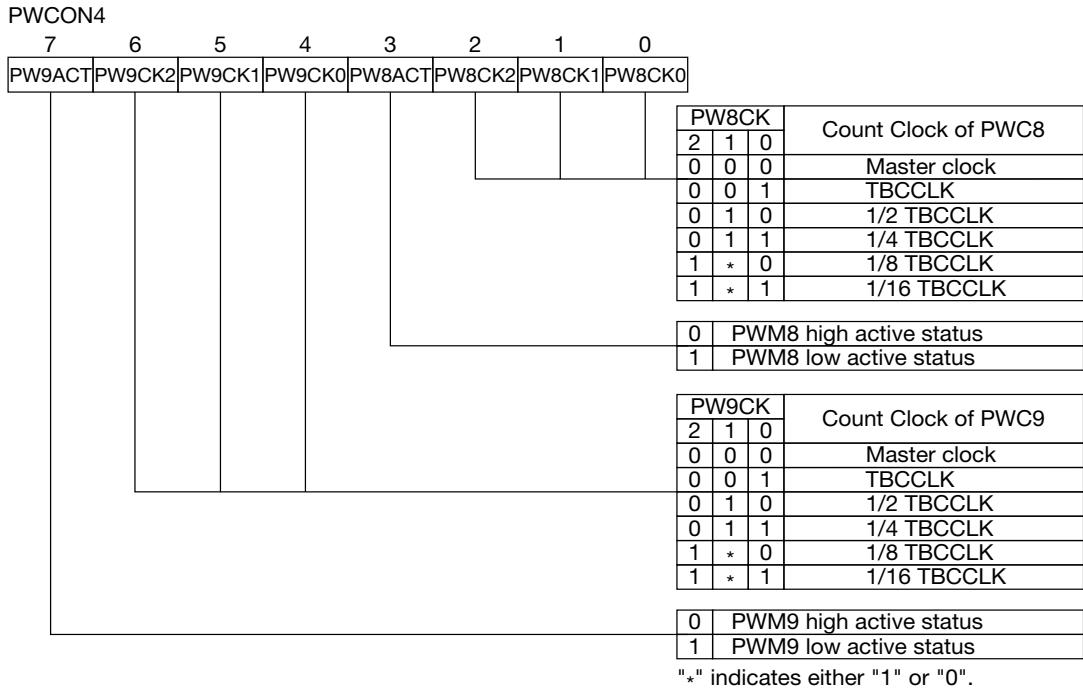 PWCON4
7 6 5 4 3 2 1 0
PW9ACT PW9CK2 PW9CK1 PW9CK0 PW8ACT PW8CK2 PW8CK1 PW8CK0
PW8CK Count Clock of PWC8
2 1 0
0 0 0 Master clock
0 0 1 TBCCLK
0 1 0 1/2 TBCCLK
0 1 1 1/4 TBCCLK
1 * 0 1/8 TBCCLK
1 * 1 1/16 TBCCLK
0 PWM8 high active status
1 PWM8 low active status
PW9CK Count Clock of PWC9
2 1 0
0 0 0 Master clock
0 0 1 TBCCLK
0 1 0 1/2 TBCCLK
0 1 1 1/4 TBCCLK
1 * 0 1/8 TBCCLK
1 * 1 1/16 TBCCLK
0 PWM9 high active status
1 PWM9 low active status
"*" indicates either "1" or "0".